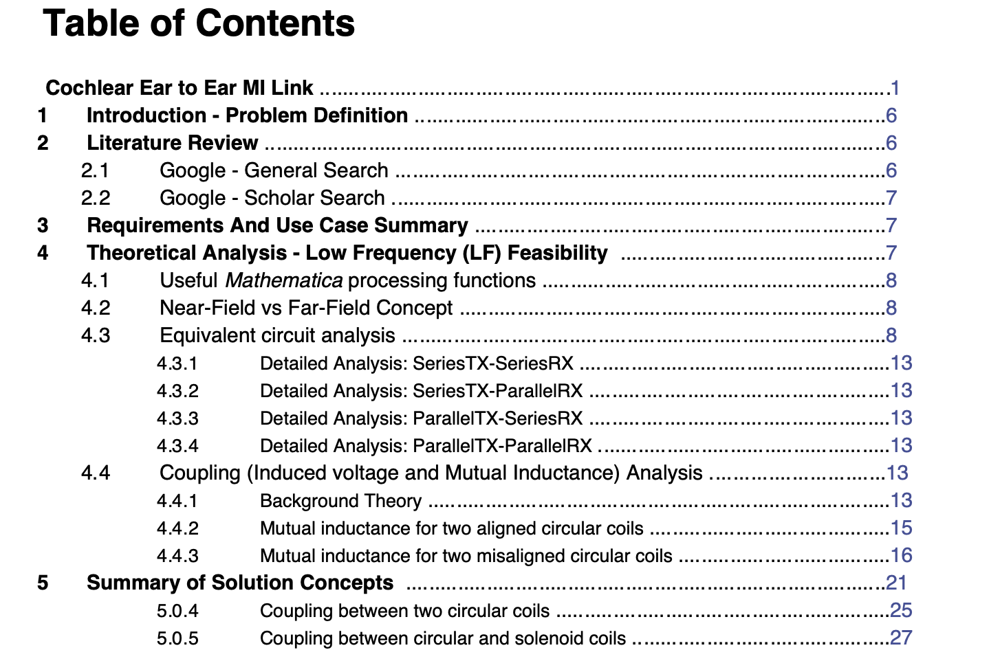 Table of Contents
Cochlear Ear to Ear MI Link ........................................ 1
1 Introduction - Problem Definition ........................................ 6
2 Literature Review ........................................ 6
2.1 Google - General Search ........................................ 6
2.2 Google - Scholar Search ........................................ 7
3 Requirements And Use Case Summary ........................................ 7
4 Theoretical Analysis - Low Frequency (LF) Feasibility ........................................ 7
4.1 Useful Mathematica processing functions ........................................ 8
4.2 Near-Field vs Far-Field Concept ........................................ 8
4.3 Equivalent circuit analysis ........................................ 8
4.3.1 Detailed Analysis: SeriesTX-SeriesRX ........................................ 13
4.3.2 Detailed Analysis: SeriesTX-ParallelRX ........................................ 13
4.3.3 Detailed Analysis: ParallelTX-SeriesRX ........................................ 13
4.3.4 Detailed Analysis: ParallelTX-ParallelRX ........................................ 13
4.4 Coupling (Induced voltage and Mutual Inductance) Analysis ........................................ 13
4.4.1 Background Theory ........................................ 13
4.4.2 Mutual inductance for two aligned circular coils ........................................ 15
4.4.3 Mutual inductance for two misaligned circular coils ........................................ 16
5 Summary of Solution Concepts ........................................ 21
5.0.4 Coupling between two circular coils ........................................ 25
5.0.5 Coupling between circular and solenoid coils ........................................ 27